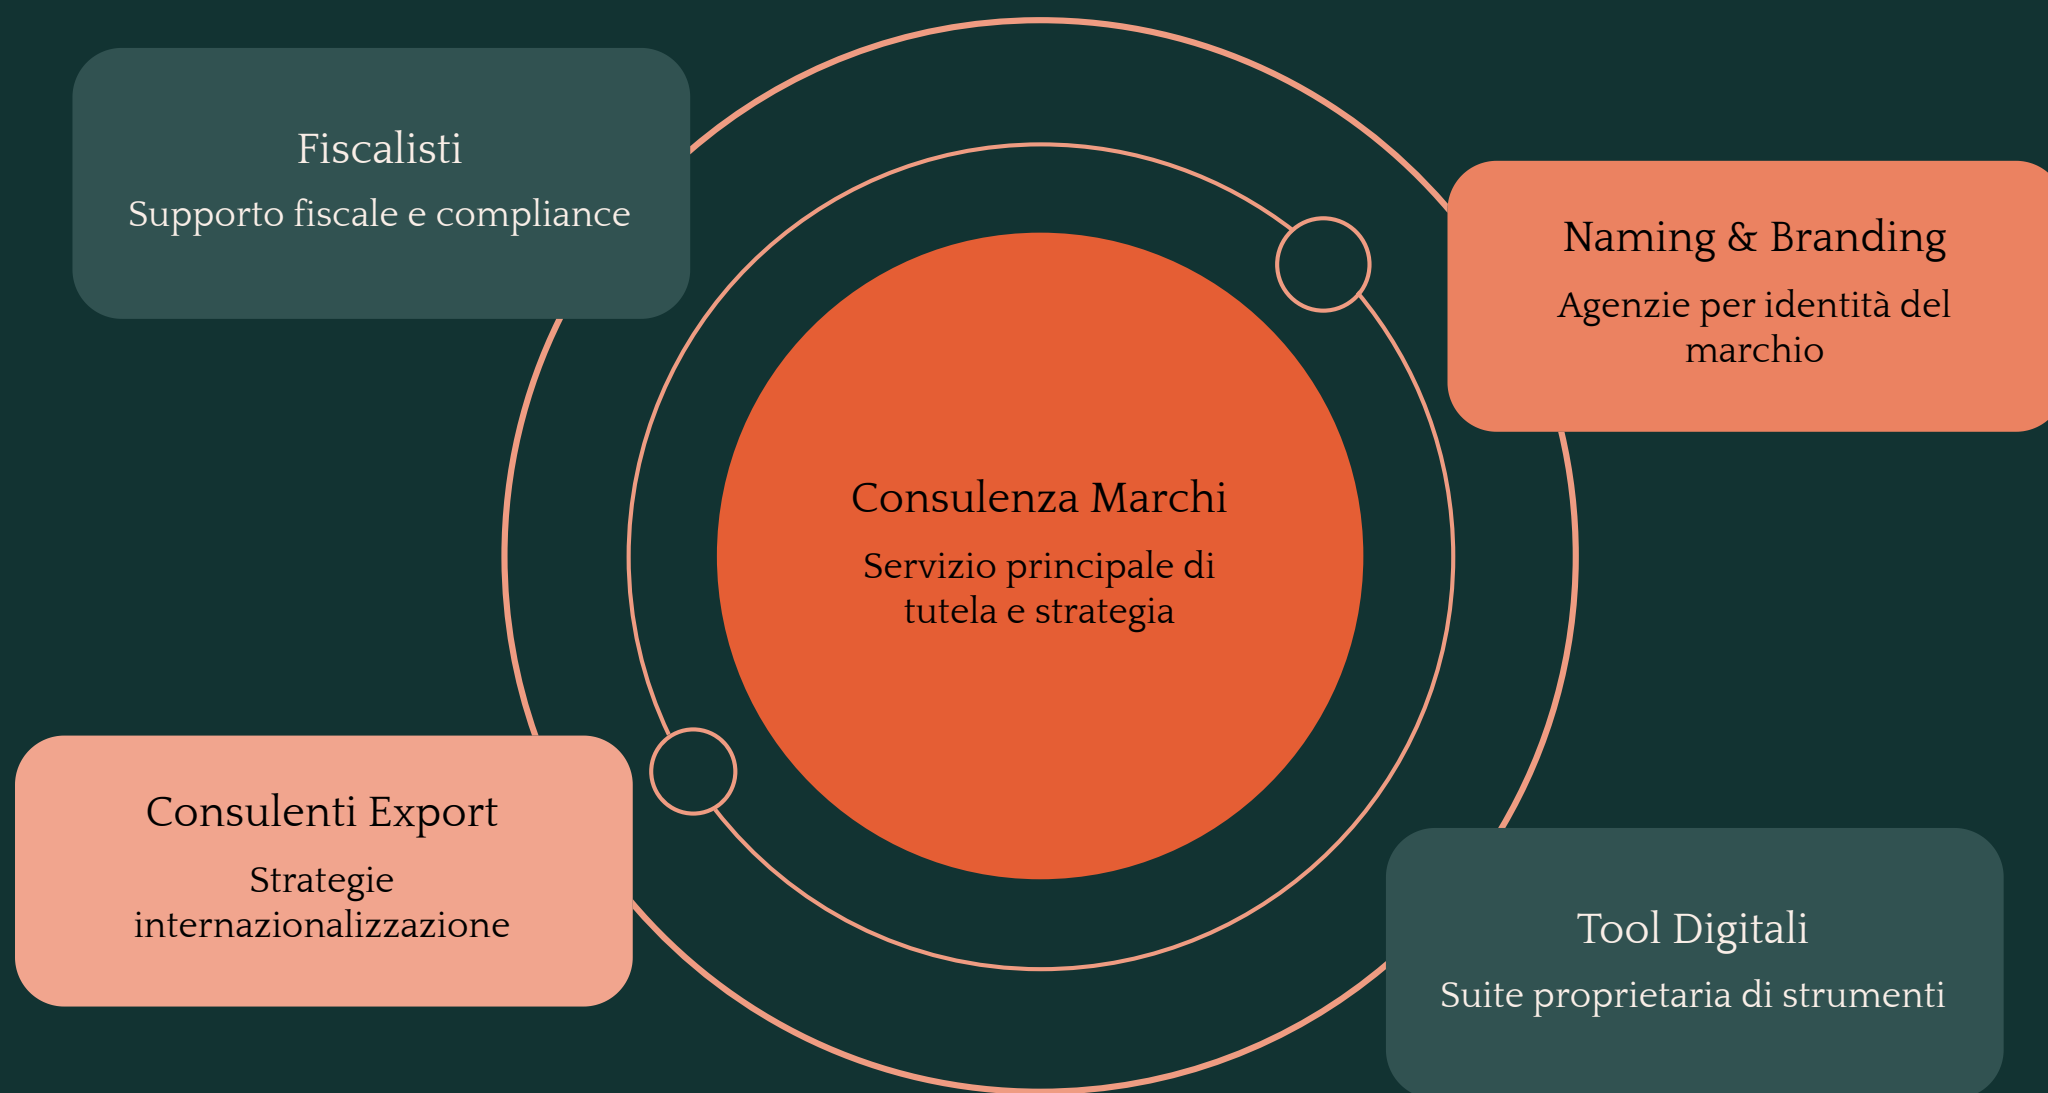 Fiscalisti
Supporto fiscale e compliance
Naming & Branding
Agenzie per identità del
marchio
Consulenza Marchi
Servizio principale di
tutela e strategia
Consulenti Export
Strategie
internazionalizzazione
Tool Digitali
Suite proprietaria di strumenti